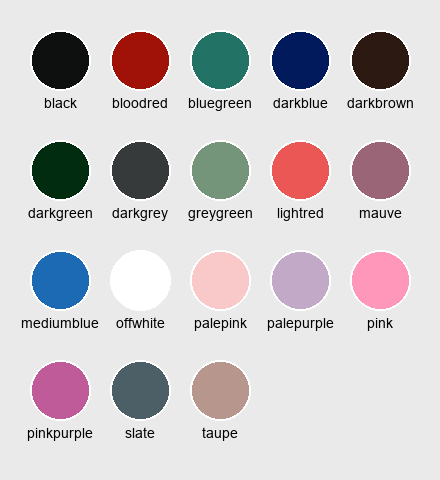 black bloodred bluegreen darkblue darkbrown
darkgreen darkgrey greygreen lightred mauve
mediumblue offwhite palepink palepurple pink
pinkpurple slate taupe